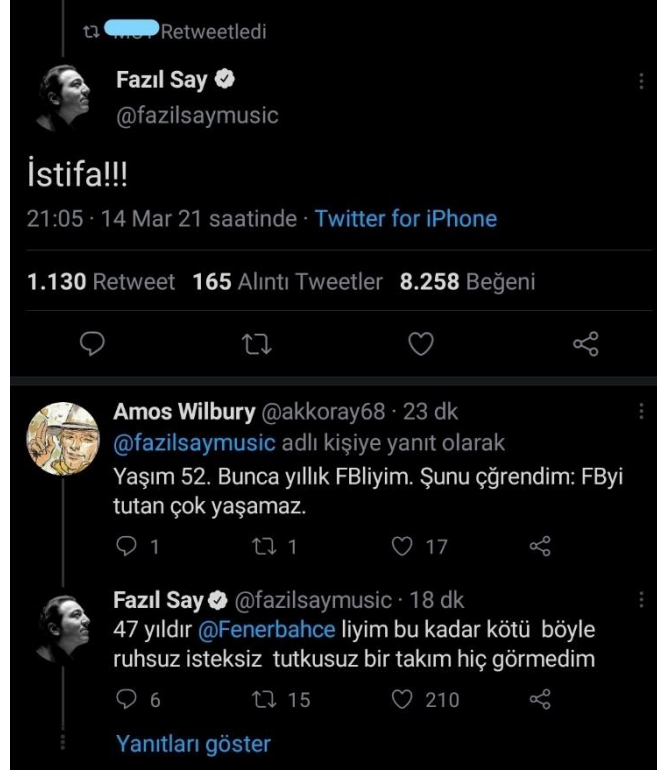 Retweetledi
Fazıl Say
@fazilsaymusic
İstifa!!!
21:05 · 14 Mar 21 saatinde · Twitter for iPhone
1.130 Retweet 165 Alıntı Tweetler 8.258 Beğeni
Amos Wilbury @akkoray68 · 23 dk
@fazilsaymusic adlı kişiye yanıt olarak
Yaşım 52. Bunca yıllık FBliyim. Şunu çğrendim: FByi
tutan çok yaşamaz.
1 1 17
Fazıl Say @fazilsaymusic · 18 dk
47 yıldır @Fenerbahce liyim bu kadar kötü böyle
ruhsuz isteksiz tutkusuz bir takım hiç görmedim
6 15 210
Yanıtları göster